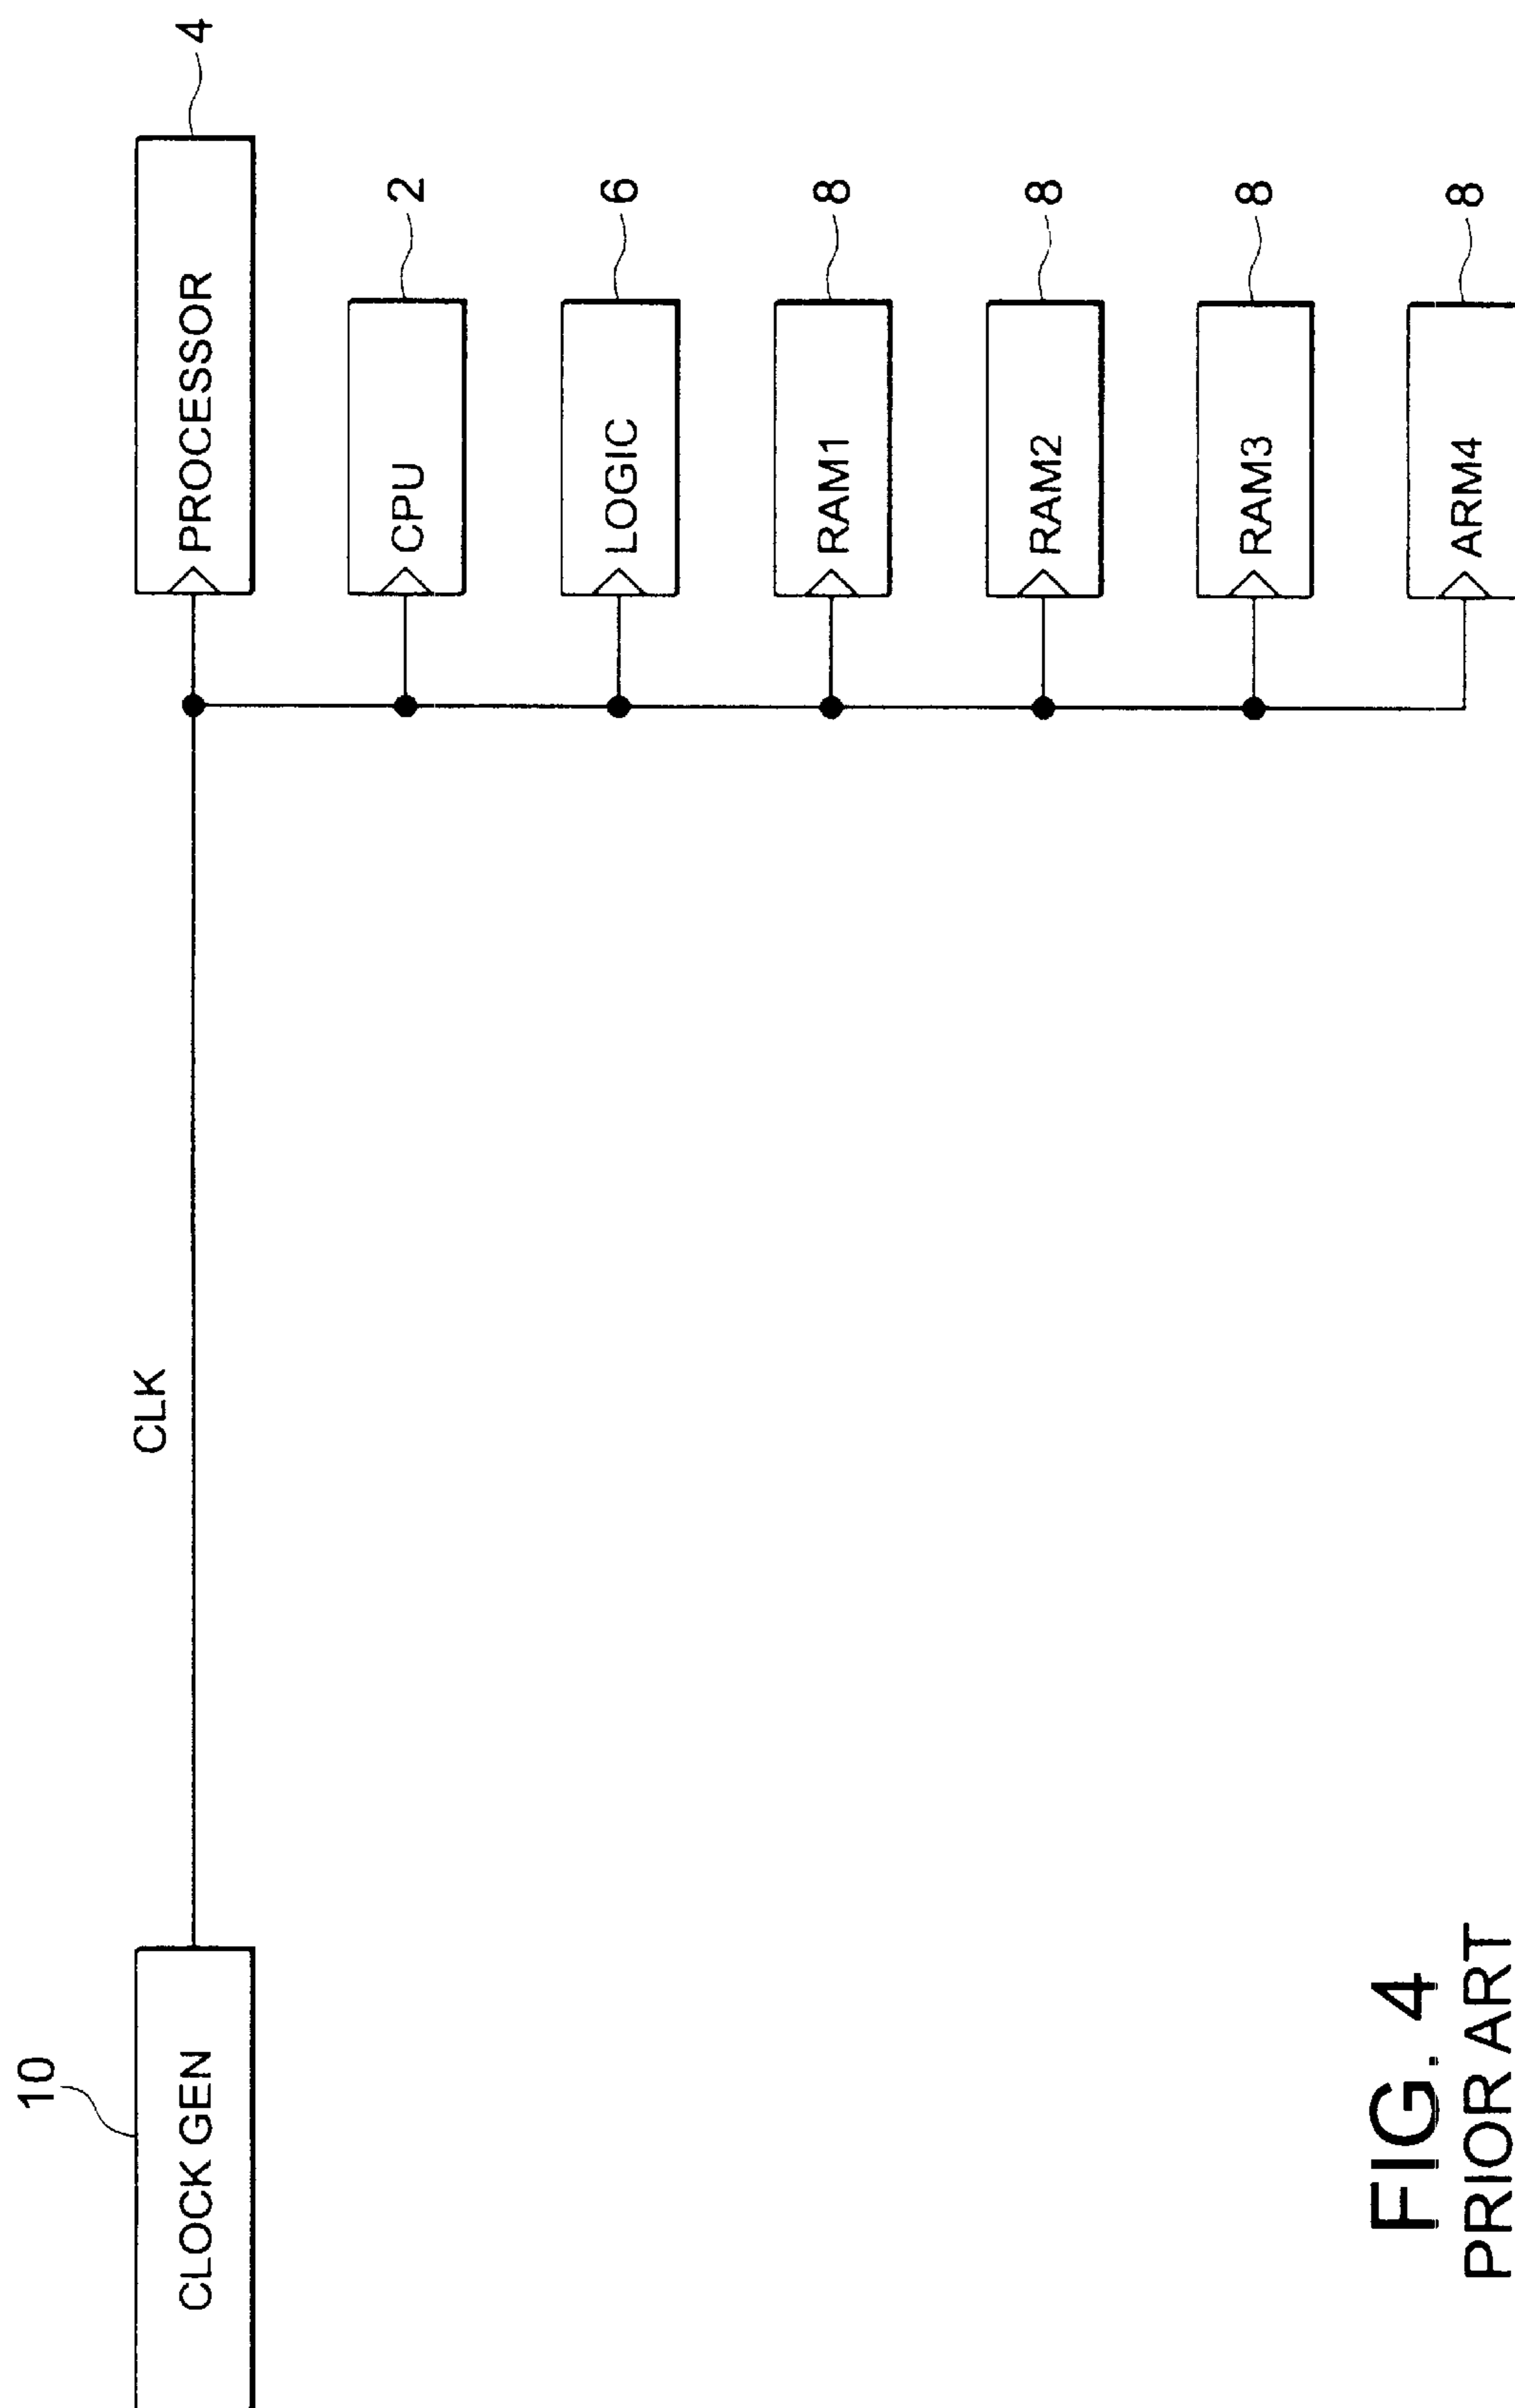 10
CLOCK GEN
CLK
PROCESSOR
4
CPU
2
LOGIC
6
RAM1
8
RAM2
8
RAM3
8
ARM4
8
FIG. 4
PRIOR ART